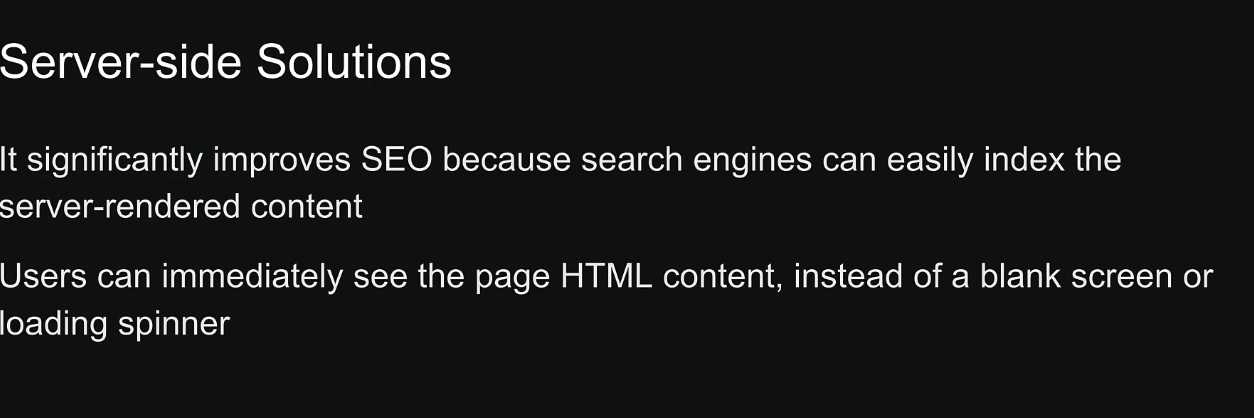 Server-side Solutions
It significantly improves SEO because search engines can easily index the
server-rendered content
Users can immediately see the page HTML content, instead of a blank screen or
loading spinner